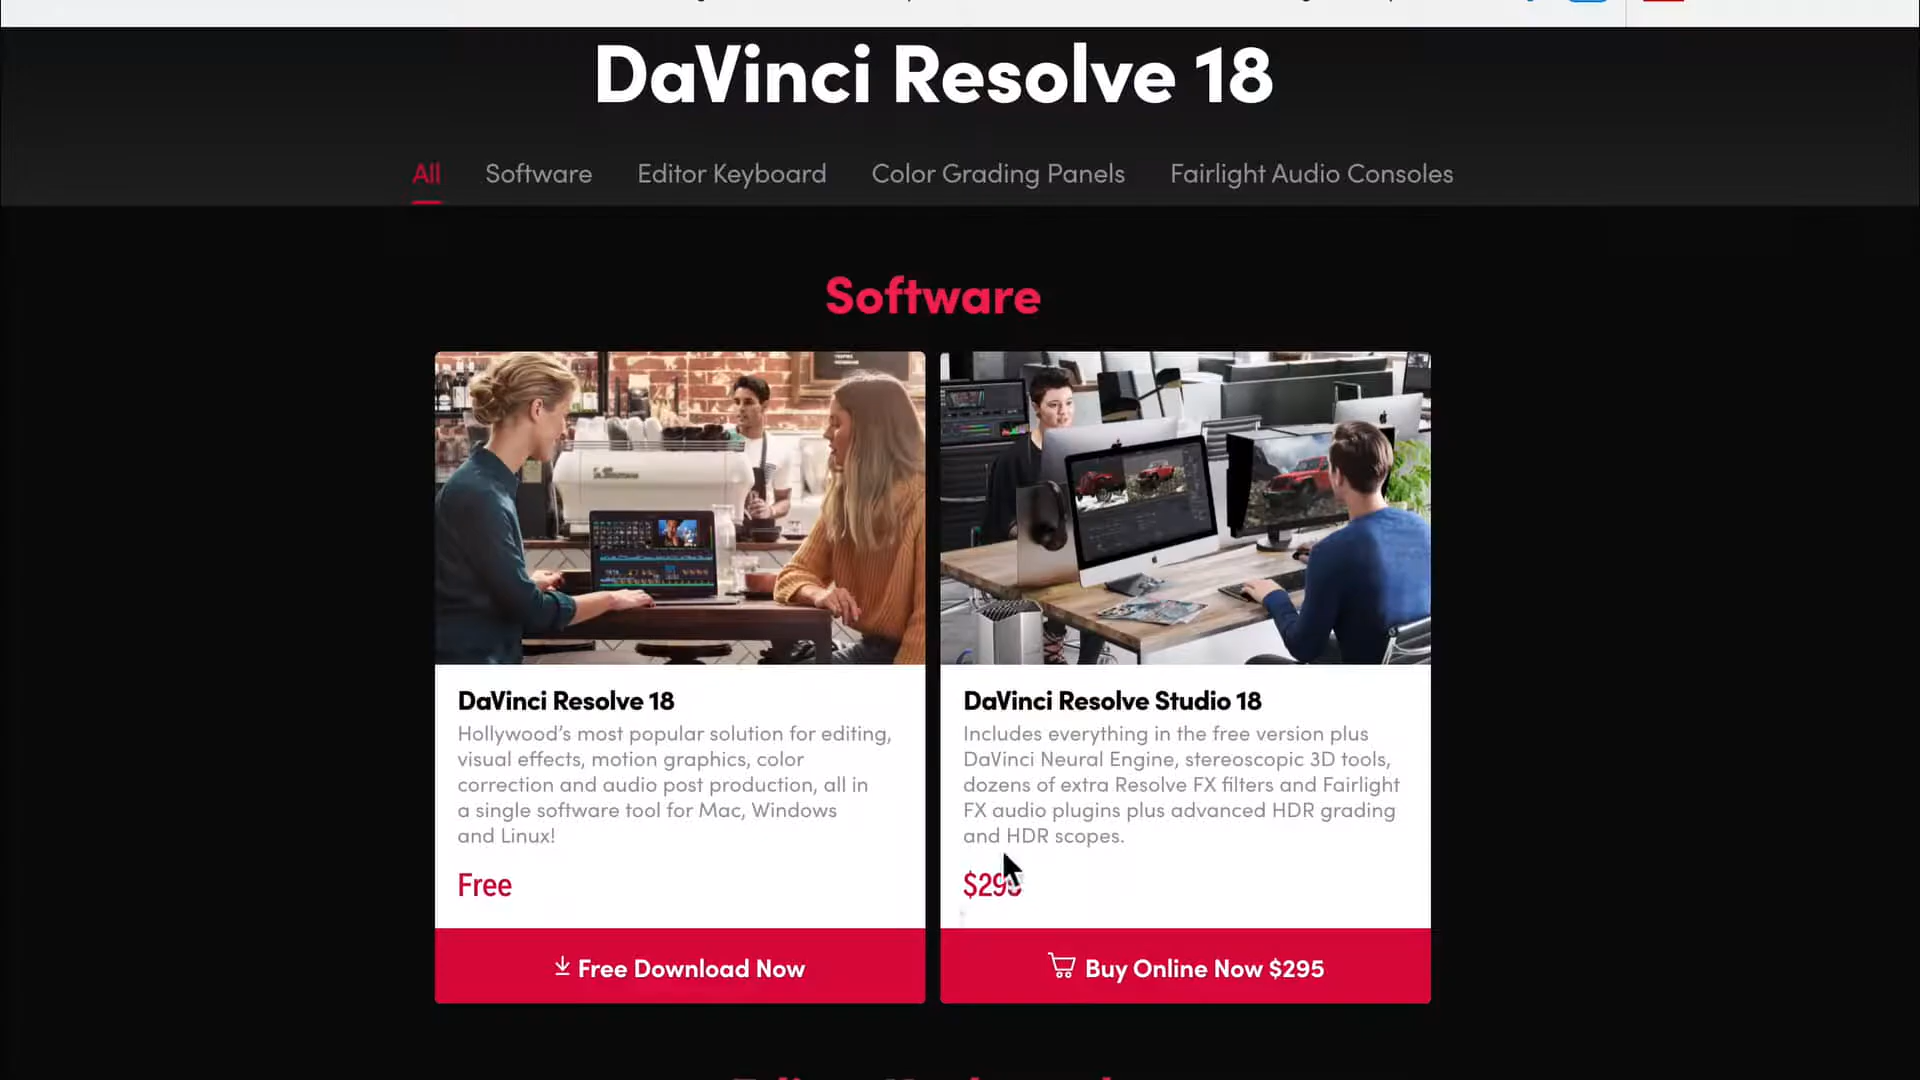 DaVinci Resolve 18
All Software Editor Keyboard Color Grading Panels Fairlight Audio Consoles
Software
DaVinci Resolve 18
Hollywood's most popular solution for editing,
visual effects, motion graphics, color
correction and audio post production, all in
a single software tool for Mac, Windows
and Linux!
Free
Free Download Now
DaVinci Resolve Studio 18
Includes everything in the free version plus
DaVinci Neural Engine, stereoscopic 3D tools,
dozens of extra Resolve FX filters and Fairlight
FX audio plugins plus advanced HDR grading
and HDR scopes.
$295
Buy Online Now $295